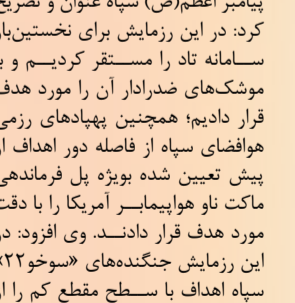 پیامبر اعظم(ص) سپاه عنوان و تصریح
کرد: در این رزمایش برای نخستین‌بار
سامانه تاد را مستقر کردیم و با
موشک‌های ضدرادار آن را مورد هدف
قرار دادیم؛ همچنین پهپادهای رزمی
هوافضای سپاه از فاصله دور اهداف از
پیش تعیین شده بویژه پل فرماندهی
ماکت ناو هواپیمابر آمریکا را با دقت
مورد هدف قرار دادند. وی افزود: در
این رزمایش جنگنده‌های «سوخو۲۲»
سپاه اهداف با سطح مقطع کم را از